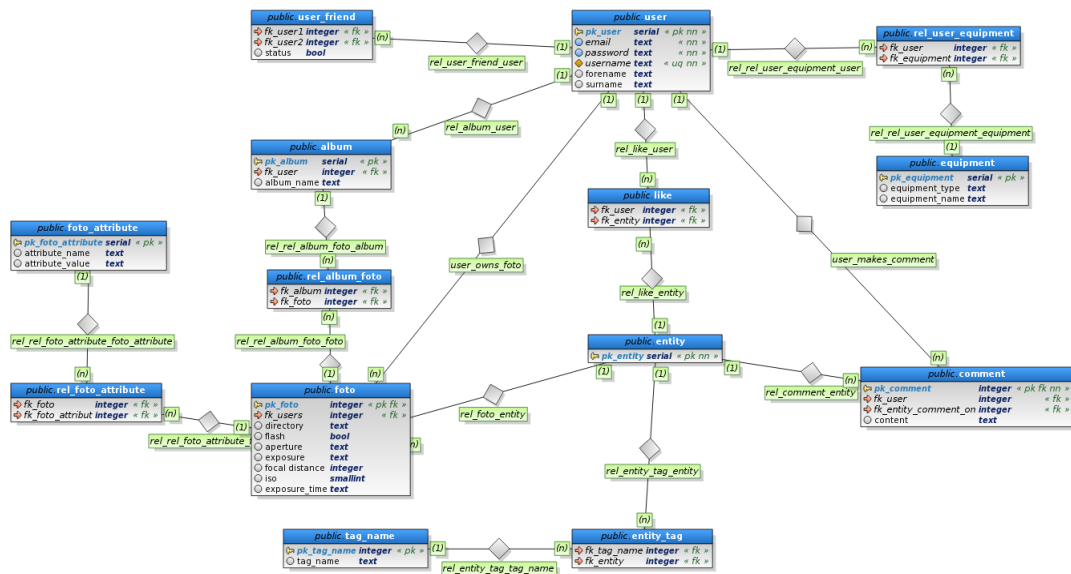 public.user_friend
fk_user1 integer « fk »
fk_user2 integer « fk »
status bool
(n)
rel_user_friend_user
(1)
public.user
pk_user serial « pk nn »
email text « nn »
password text « nn »
username text « uq nn »
forename text
surname text
(1)
rel_rel_user_equipment_user
(n)
public.rel_user_equipment
fk_user integer « fk »
fk_equipment integer « fk »
(n)
rel_rel_user_equipment_equipment
(1)
public.equipment
pk_equipment serial « pk »
equipment_type text
equipment_name text
(1)
rel_album_user
(n)
public.album
pk_album serial « pk »
fk_user integer « fk »
album_name text
(1)
rel_rel_album_foto_album
(n)
public.rel_album_foto
fk_album integer « fk »
fk_foto integer « fk »
(n)
rel_rel_album_foto_foto
(1)
(1)
user_owns_foto
(n)
(1)
rel_like_user
(n)
public.like
fk_user integer « fk »
fk_entity integer « fk »
(n)
rel_like_entity
(1)
(1)
user_makes_comment
(n)
public.foto_attribute
pk_foto_attribute serial « pk »
attribute_name text
attribute_value text
(1)
rel_rel_foto_attribute_foto_attribute
(n)
public.rel_foto_attribute
fk_foto integer « fk »
fk_foto_attribut integer « fk »
(n)
rel_rel_foto_attribute_
(1)
public.foto
pk_foto integer « pk fk »
fk_users integer « fk »
directory text
flash bool
aperture text
exposure text
focal distance integer
iso smallint
exposure_time text
(n)
rel_foto_entity
(1)
public.entity
pk_entity serial « pk nn »
(1)
rel_comment_entity
(n)
public.comment
pk_comment integer « pk fk nn »
fk_user integer « fk »
fk_entity_comment_on integer « fk »
content text
(1)
rel_entity_tag_entity
(n)
public.tag_name
pk_tag_name integer « pk »
tag_name text
(1)
rel_entity_tag_tag_name
(n)
public.entity_tag
fk_tag_name integer « fk »
fk_entity integer « fk »